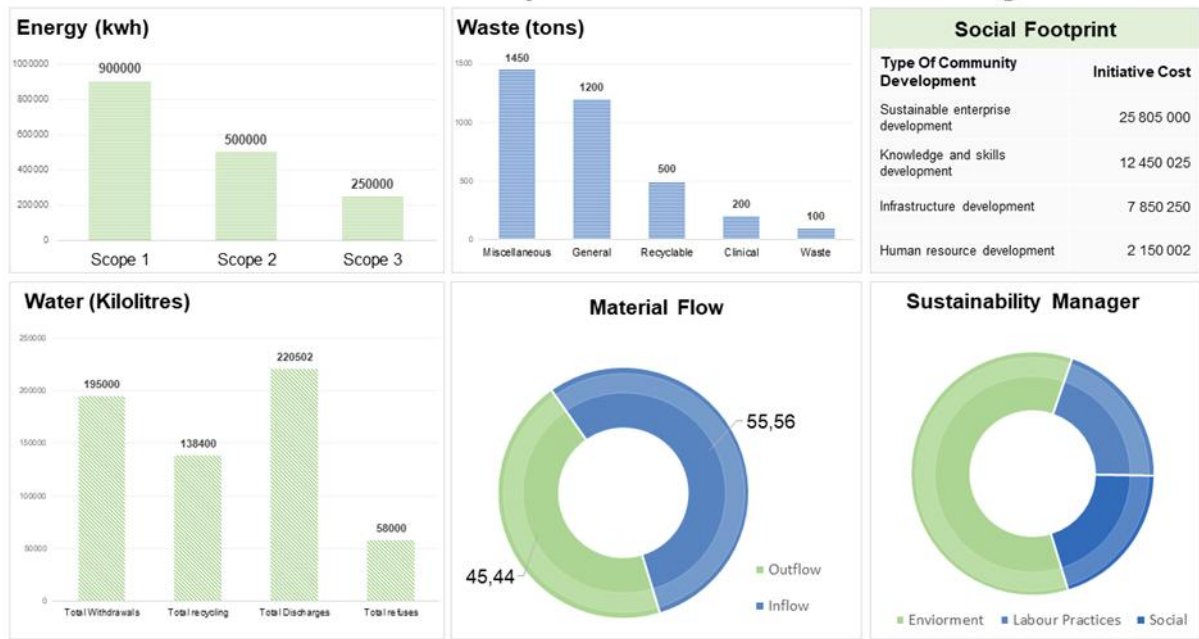 Energy (kwh)
1000000
800000
600000
400000
200000
0
900000
500000
250000
Scope 1
Scope 2
Scope 3
Waste (tons)
1500
1000
500
0
1450
1200
500
200
100
Miscellaneous
General
Recyclable
Clinical
Waste
Social Footprint
Type Of Community
Development
Initiative Cost
Sustainable enterprise
development
25 805 000
Knowledge and skills
development
12 450 025
Infrastructure development
7 850 250
Human resource development
2 150 002
Water (Kilolitres)
250000
200000
150000
100000
50000
0
195000
138400
220502
58000
Total Withdrawals
Total recycling
Total Discharges
Total refuses
Material Flow
55,56
45,44
Outflow
Inflow
Sustainability Manager
Enviorment
Labour Practices
Social